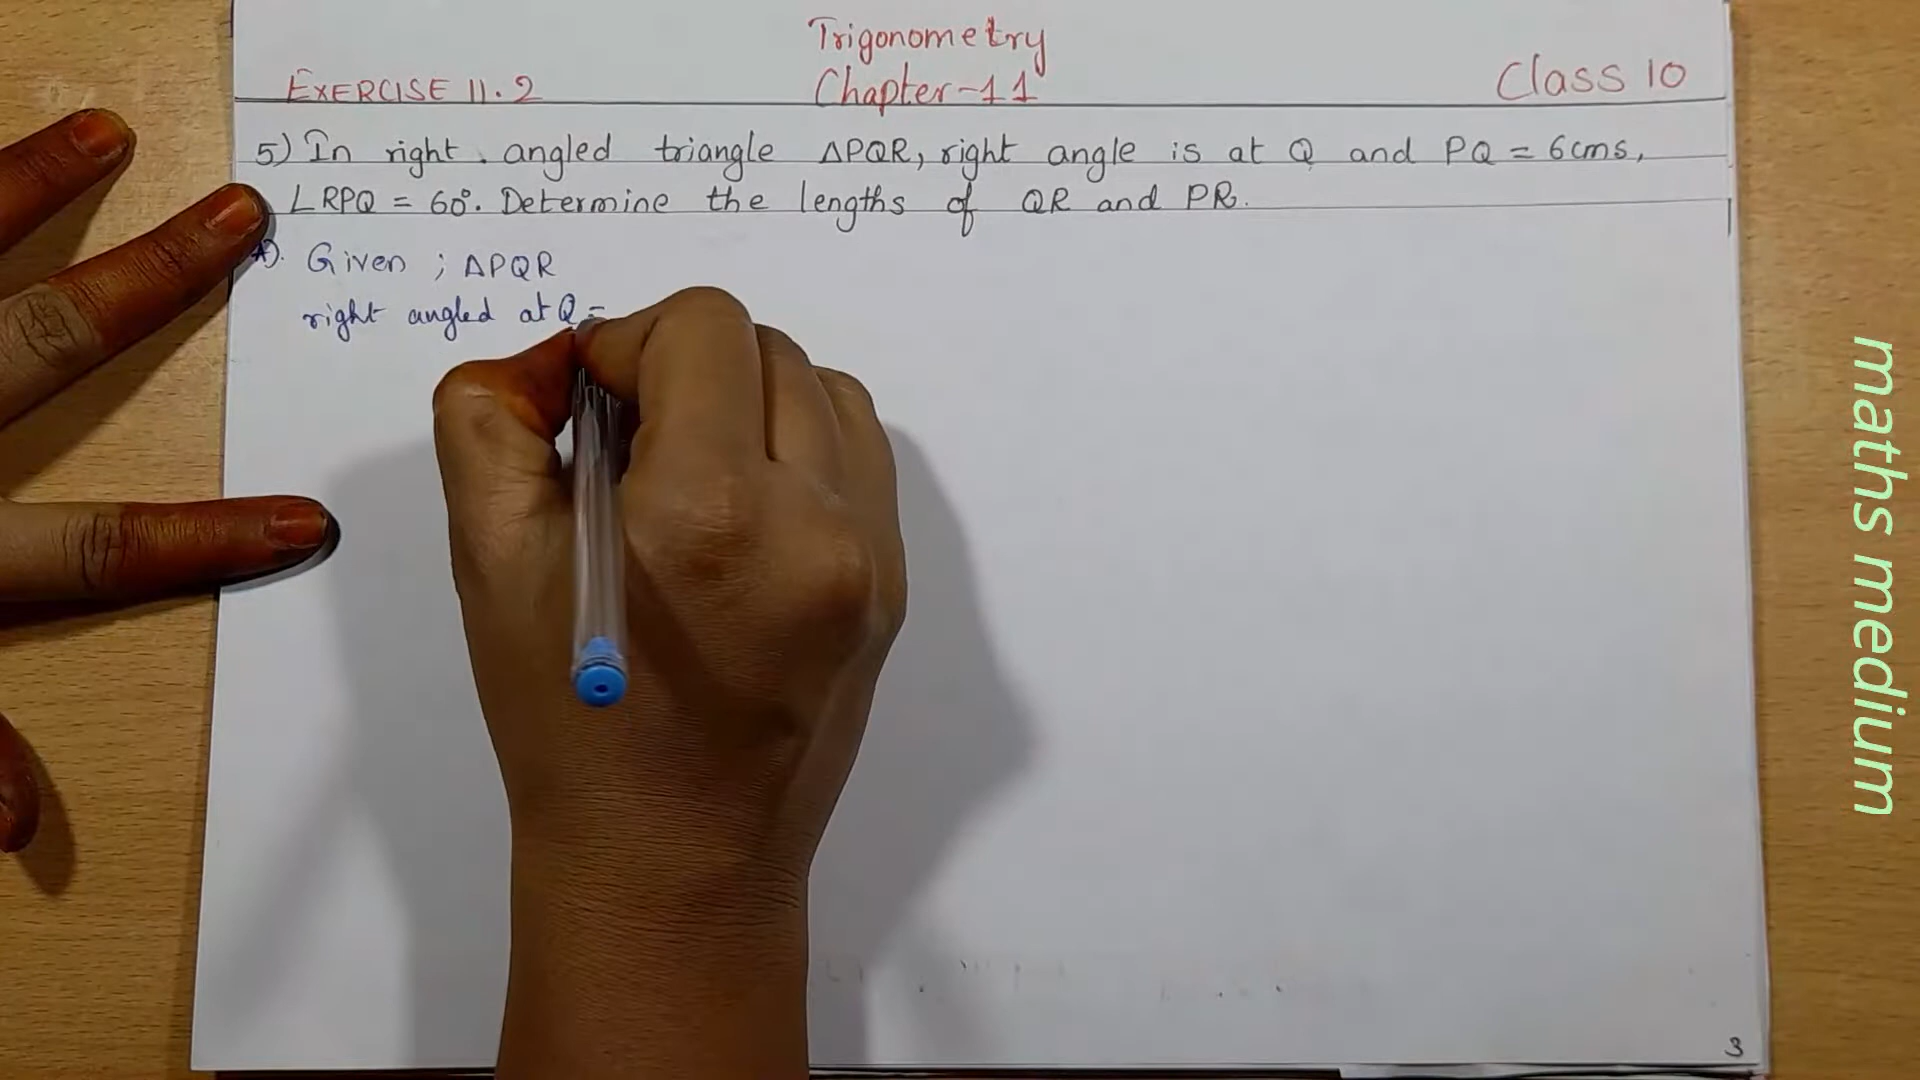 Trigonometry
EXERCISE 11.2 Chapter-11 Class 10
5) In right angled triangle ΔPQR, right angle is at Q and PQ = 6cms,
∠RPQ = 60°. Determine the lengths of QR and PR.
A). Given ; ΔPQR
right angled at Q =
maths medium
3